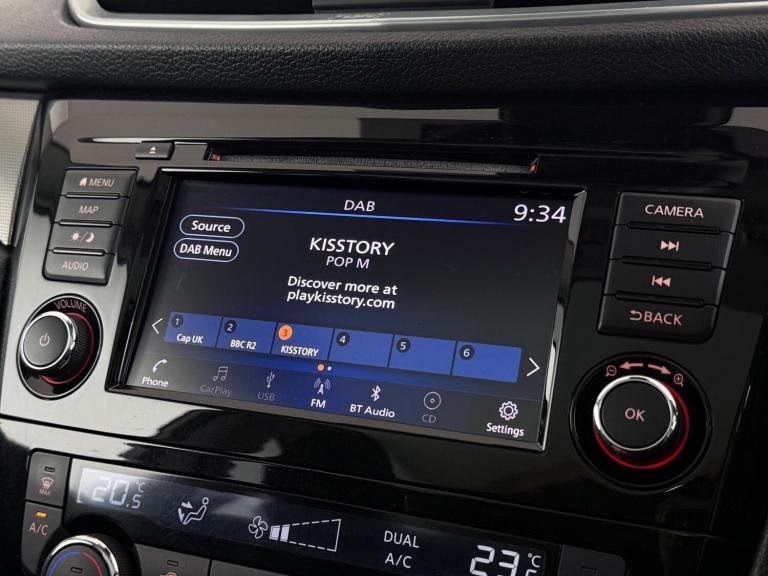 MENU
MAP
AUDIO
VOLUME
DAB
9:34
Source
DAB Menu
KISSTORY
POP M
Discover more at
playkisstory.com
1 Cap UK
2 BBC R2
3 KISSTORY
4
5
6
Phone
CarPlay
USB
FM
BT Audio
CD
Settings
CAMERA
BACK
OK
MAX
A/C
20.5°C
DUAL
A/C
23.°C